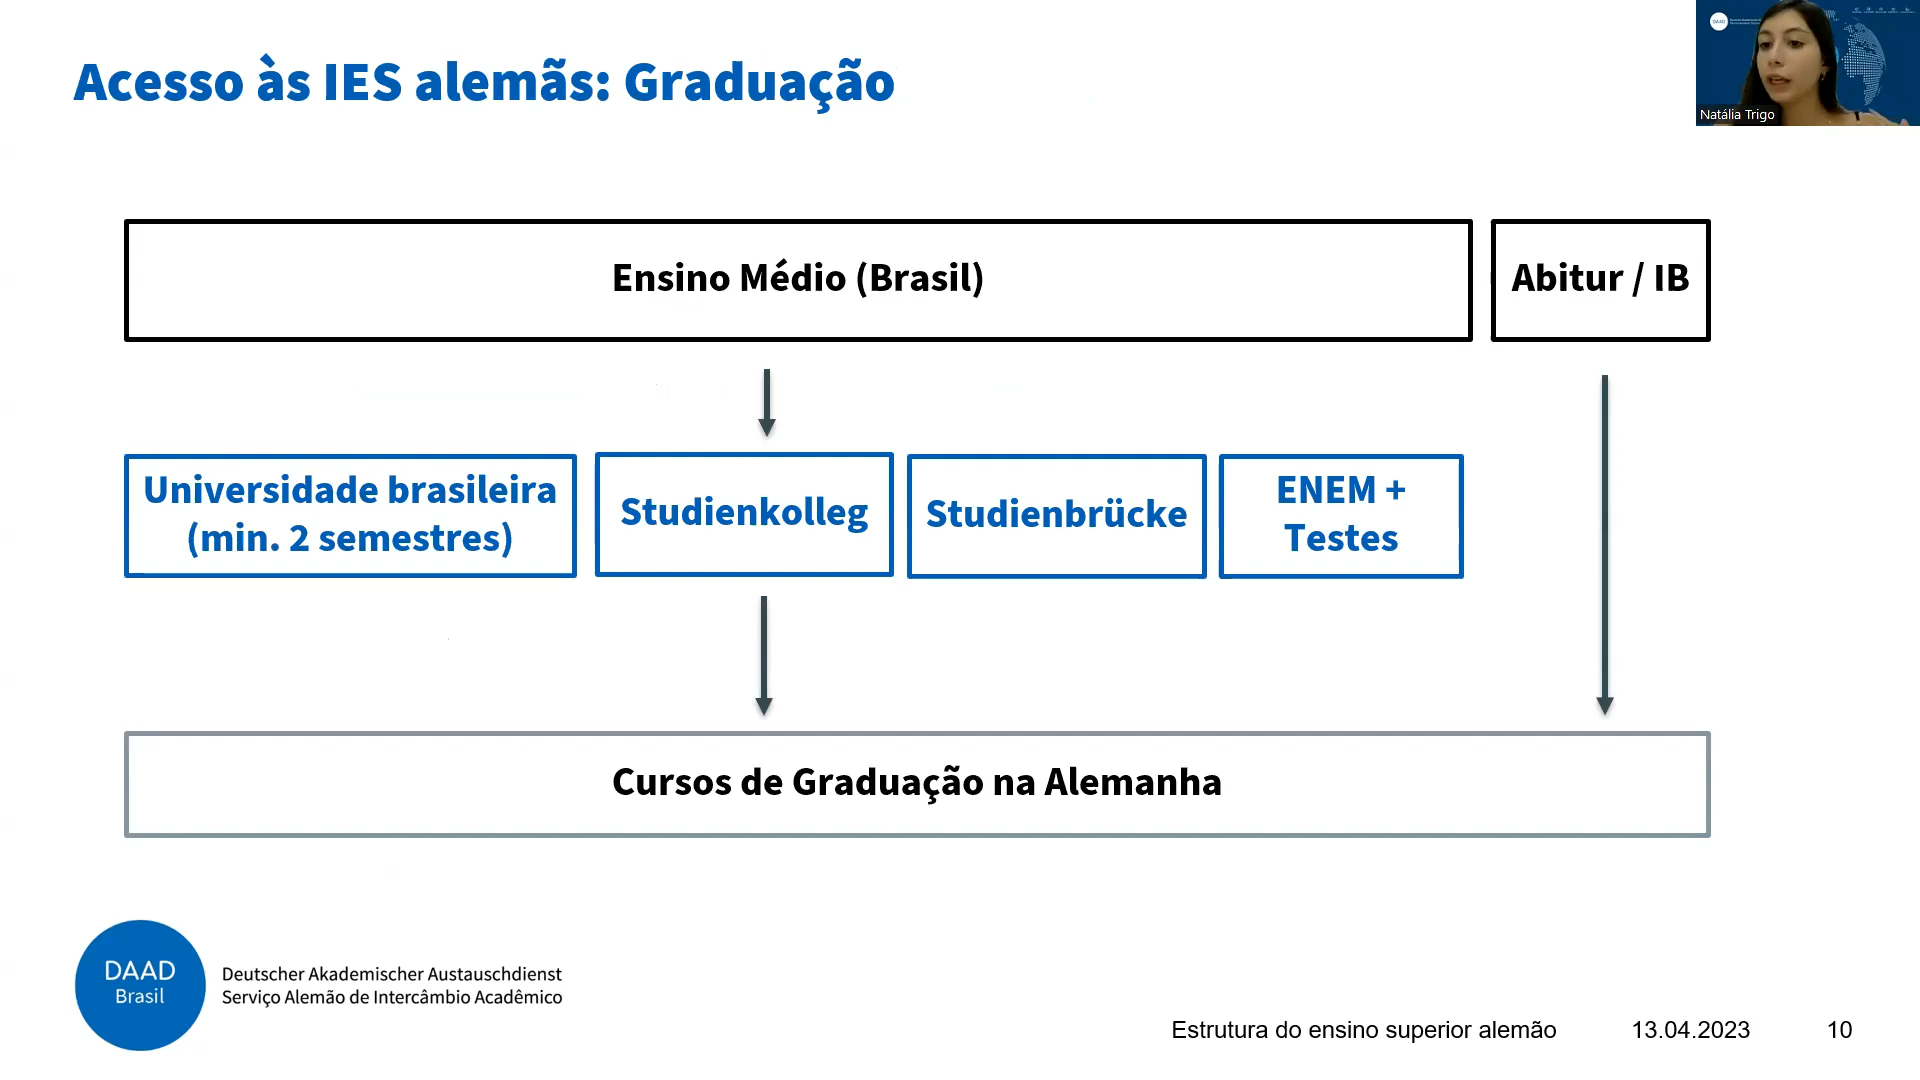 Acesso às IES alemãs: Graduação
DAAD
Natália Trigo
Ensino Médio (Brasil)
Abitur / IB
Universidade brasileira
(min. 2 semestres)
Studienkolleg
Studienbrücke
ENEM +
Testes
Cursos de Graduação na Alemanha
DAAD
Brasil
Deutscher Akademischer Austauschdienst
Serviço Alemão de Intercâmbio Acadêmico
Estrutura do ensino superior alemão
13.04.2023
10